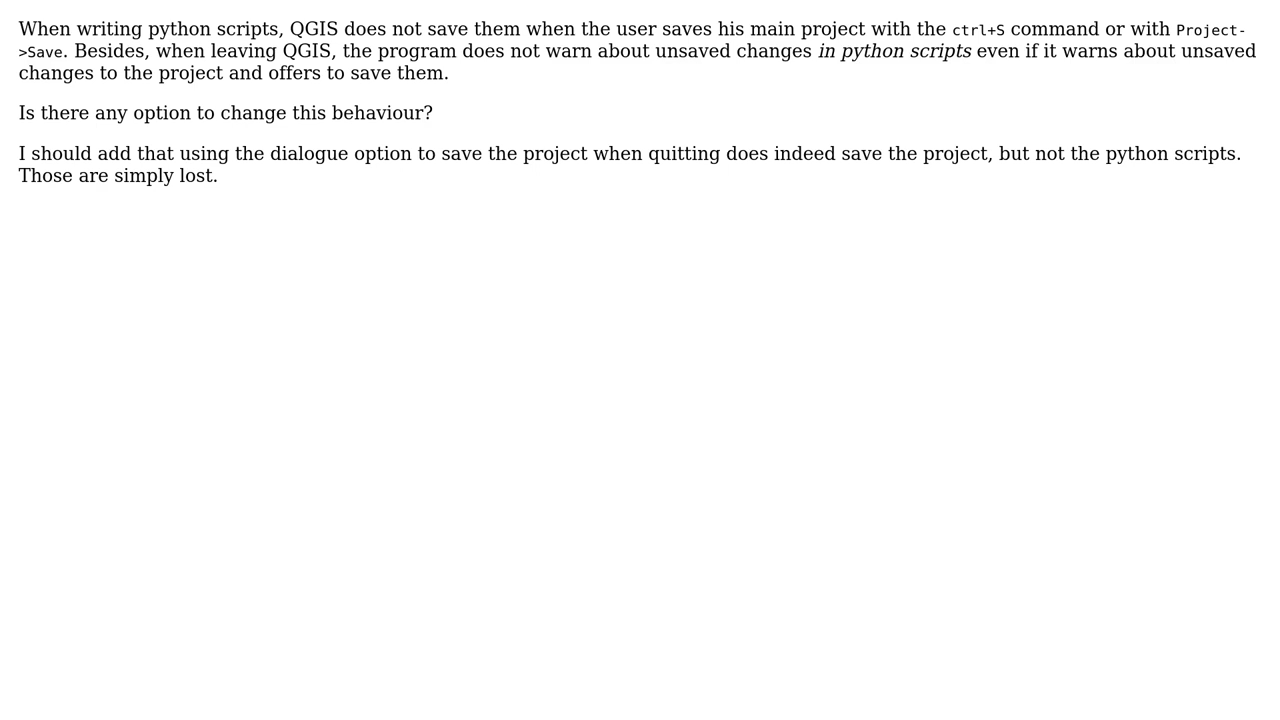 When writing python scripts, QGIS does not save them when the user saves his main project with the ctrl+S command or with Project-
>Save. Besides, when leaving QGIS, the program does not warn about unsaved changes in python scripts even if it warns about unsaved
changes to the project and offers to save them.
Is there any option to change this behaviour?
I should add that using the dialogue option to save the project when quitting does indeed save the project, but not the python scripts.
Those are simply lost.